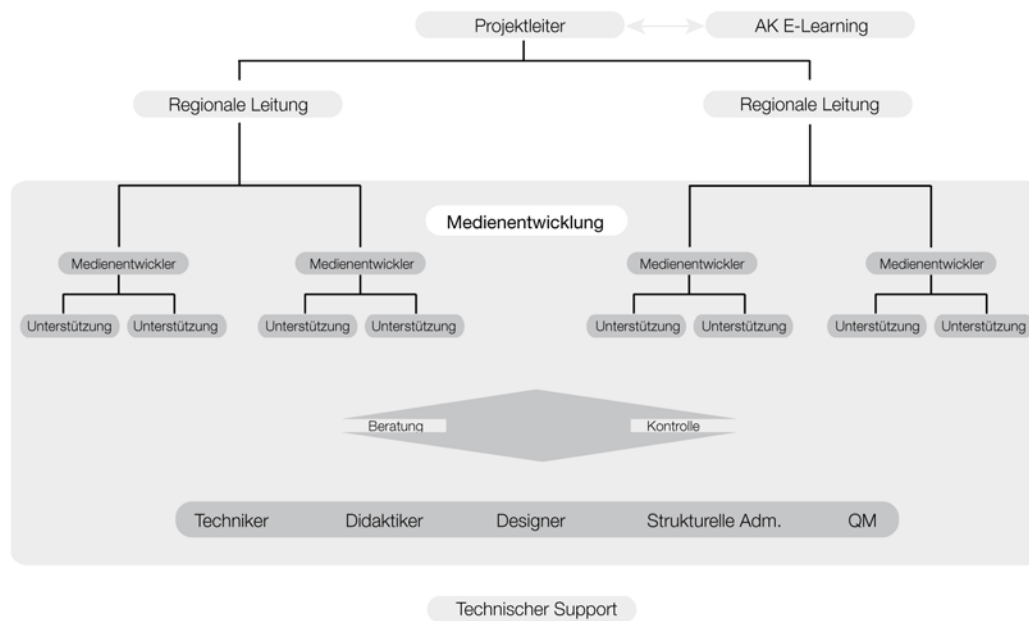 Projektleiter AK E-Learning
Regionale Leitung Regionale Leitung
Medienentwicklung
Medienentwickler Medienentwickler Medienentwickler Medienentwickler
Unterstützung Unterstützung Unterstützung Unterstützung Unterstützung Unterstützung Unterstützung Unterstützung
Beratung Kontrolle
Techniker Didaktiker Designer Strukturelle Adm. QM
Technischer Support